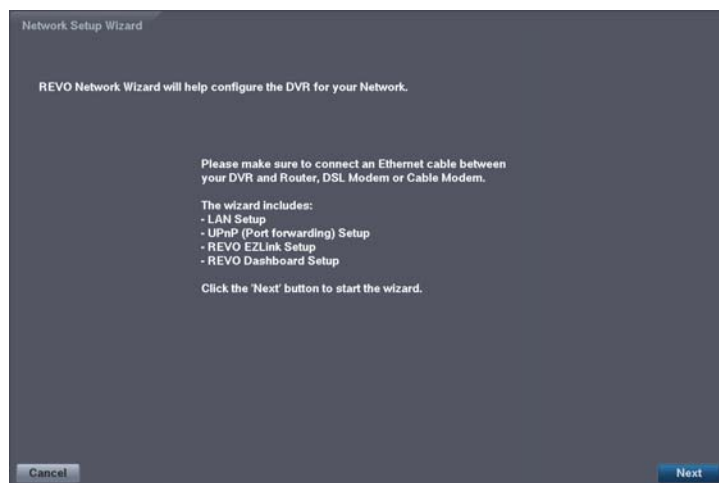 Network Setup Wizard
REVO Network Wizard will help configure the DVR for your Network.
Please make sure to connect an Ethernet cable between
your DVR and Router, DSL Modem or Cable Modem.
The wizard includes:
- LAN Setup
- UPnP (Port forwarding) Setup
- REVO EZLink Setup
- REVO Dashboard Setup
Click the 'Next' button to start the wizard.
Cancel
Next